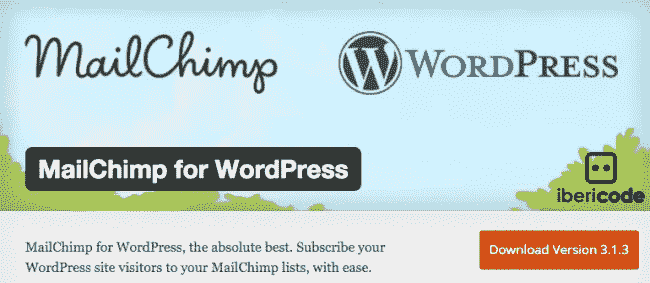 MailChimp
WORDPRESS
MailChimp for WordPress
ibericode
MailChimp for WordPress, the absolute best. Subscribe your
WordPress site visitors to your MailChimp lists, with ease.
Download Version 3.1.3